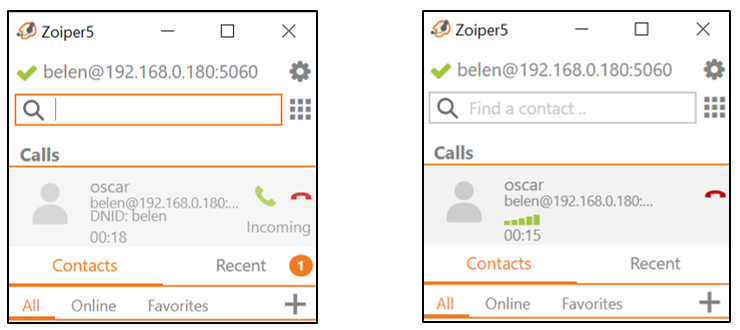 Zoiper5
belen@192.168.0.180:5060
Calls
oscar
belen@192.168.0.180:...
DNID: belen
00:18
Incoming
Contacts
Recent
1
All
Online
Favorites
Zoiper5
belen@192.168.0.180:5060
Find a contact ..
Calls
oscar
belen@192.168.0.180:...
00:15
Contacts
Recent
All
Online
Favorites